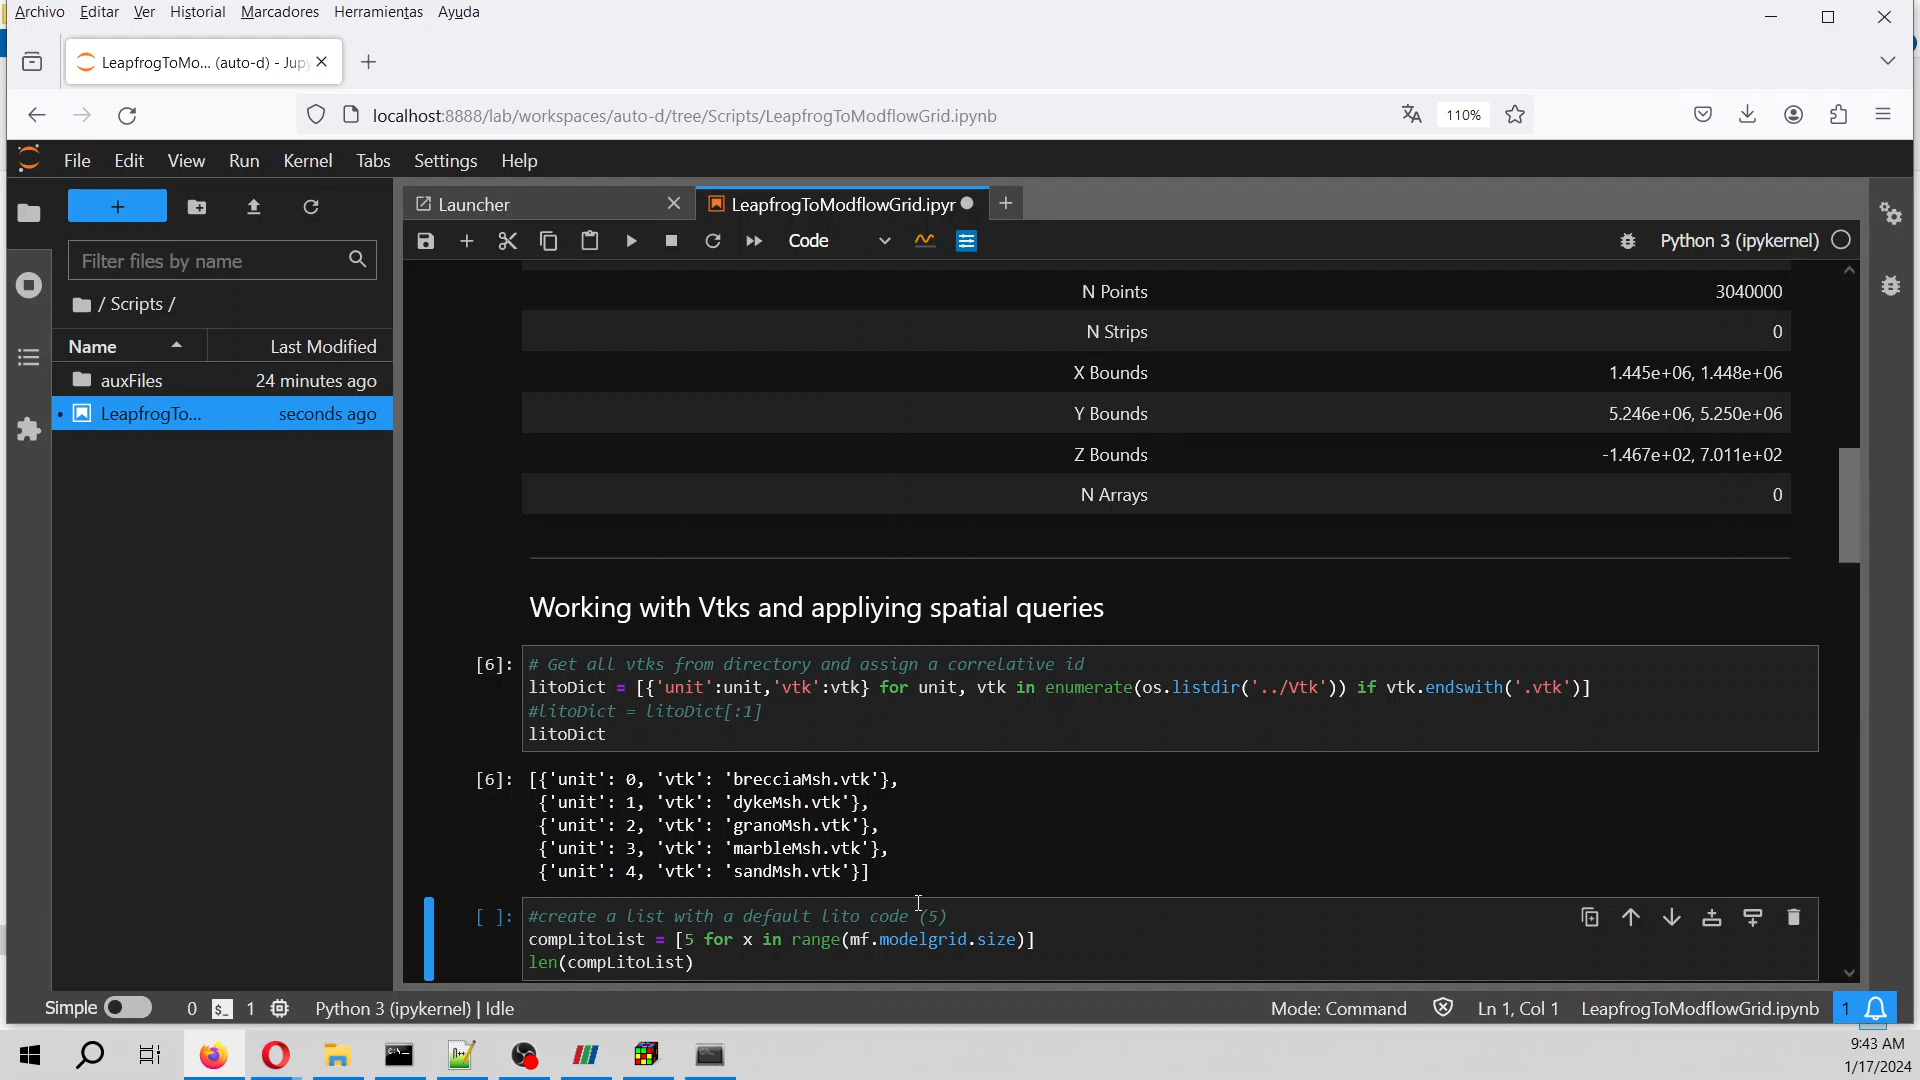 Archivo Editar Ver Historial Marcadores Herramientas Ayuda
LeapfrogToMo... (auto-d) - Jup
localhost:8888/lab/workspaces/auto-d/tree/Scripts/LeapfrogToModflowGrid.ipynb 110%
File Edit View Run Kernel Tabs Settings Help
Launcher LeapfrogToModflowGrid.ipyr
Code Python 3 (ipykernel)
Filter files by name
/ Scripts /
Name Last Modified
auxFiles 24 minutes ago
LeapfrogTo... seconds ago
N Points 3040000
N Strips 0
X Bounds 1.445e+06, 1.448e+06
Y Bounds 5.246e+06, 5.250e+06
Z Bounds -1.467e+02, 7.011e+02
N Arrays 0
Working with Vtks and appliying spatial queries
[6]: # Get all vtks from directory and assign a correlative id
litoDict = [{'unit':unit,'vtk':vtk} for unit, vtk in enumerate(os.listdir('../Vtk')) if vtk.endswith('.vtk')]
#litoDict = litoDict[:1]
litoDict
[6]: [{'unit': 0, 'vtk': 'brecciaMsh.vtk'},
{'unit': 1, 'vtk': 'dykeMsh.vtk'},
{'unit': 2, 'vtk': 'granoMsh.vtk'},
{'unit': 3, 'vtk': 'marbleMsh.vtk'},
{'unit': 4, 'vtk': 'sandMsh.vtk'}]
[ ]: #create a list with a default lito code (5)
compLitoList = [5 for x in range(mf.modelgrid.size)]
len(compLitoList)
Simple 0 1 Python 3 (ipykernel) | Idle Mode: Command Ln 1, Col 1 LeapfrogToModflowGrid.ipynb 1
9:43 AM
1/17/2024